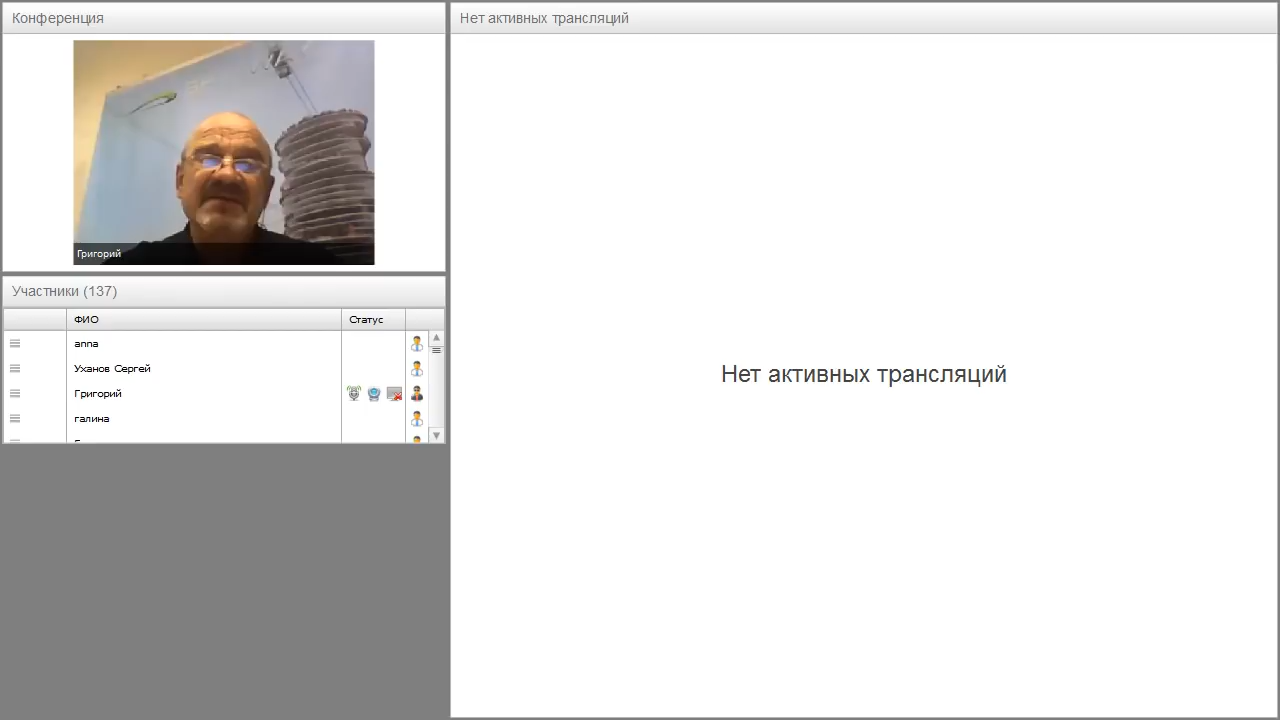 Конференция
Нет активных трансляций
Григорий
Участники (137)
ФИО Статус
anna
Уханов Сергей
Григорий
галина
Нет активных трансляций